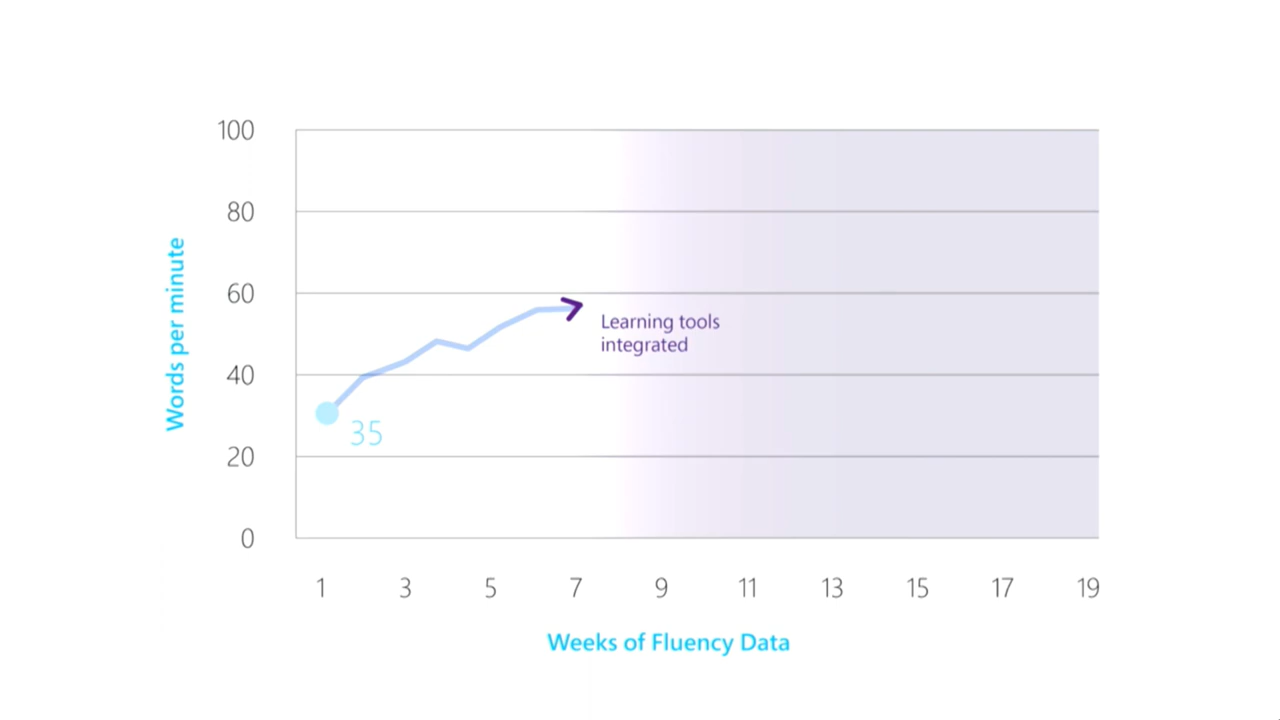 100
80
60
40
20
0
Words per minute
Learning tools
integrated
35
1 3 5 7 9 11 13 15 17 19
Weeks of Fluency Data